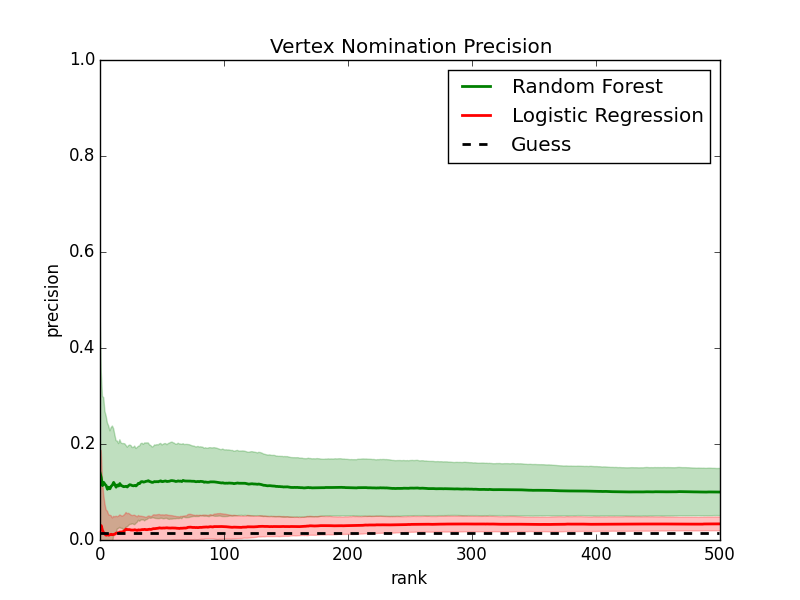 Vertex Nomination Precision
1.0
0.8
0.6
0.4
0.2
0.0
precision
Random Forest
Logistic Regression
Guess
0 100 200 300 400 500
rank